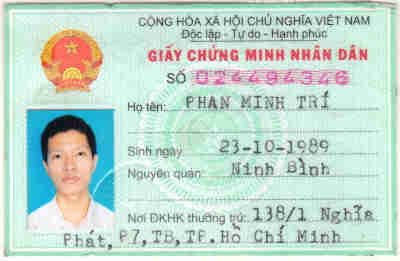 CỘNG HÒA XÃ HỘI CHỦ NGHĨA VIỆT NAM
Độc lập - Tự do - Hạnh phúc
GIẤY CHỨNG MINH NHÂN DÂN
SỐ 024494346
Họ tên: PHAN MINH TRÍ
Sinh ngày: 23-10-1989
Nguyên quán: Ninh Bình
Nơi ĐKHK thường trú: 138/1 Nghĩa
Phát, P7, TB, TP. Hồ Chí Minh